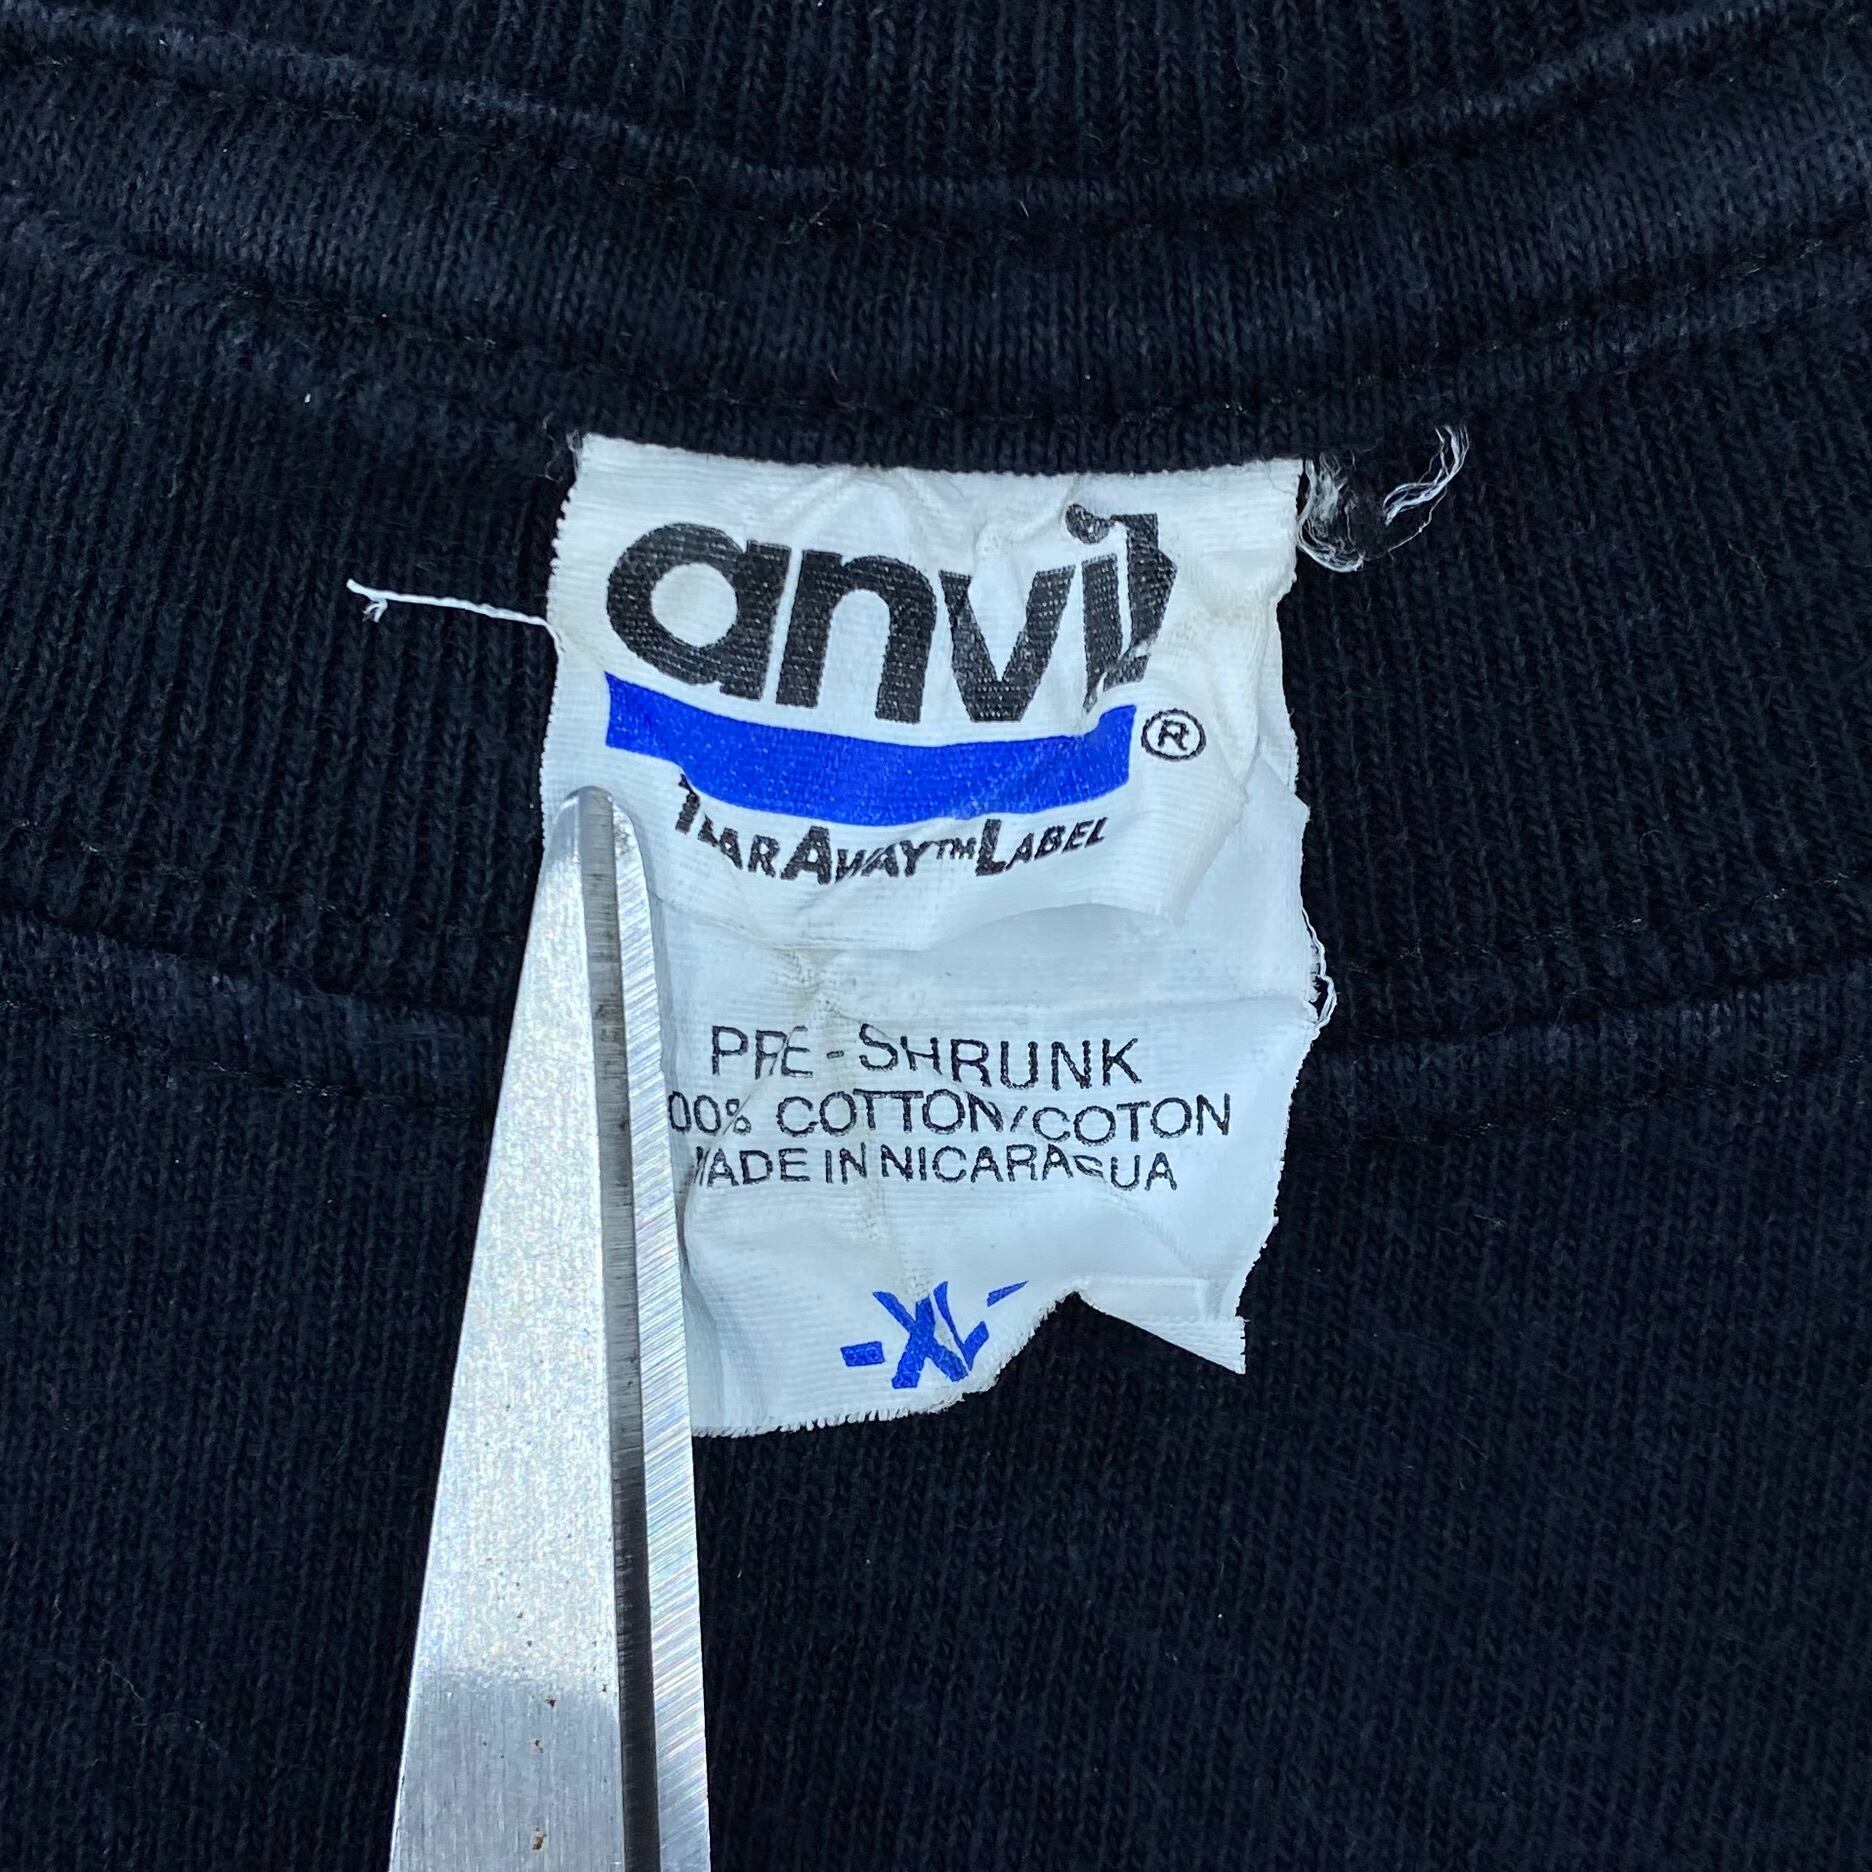 anvil®
TEARAWAY™LABEL
PRE-SHRUNK
00% COTTON/COTON
MADE IN NICARAGUA
-XL-